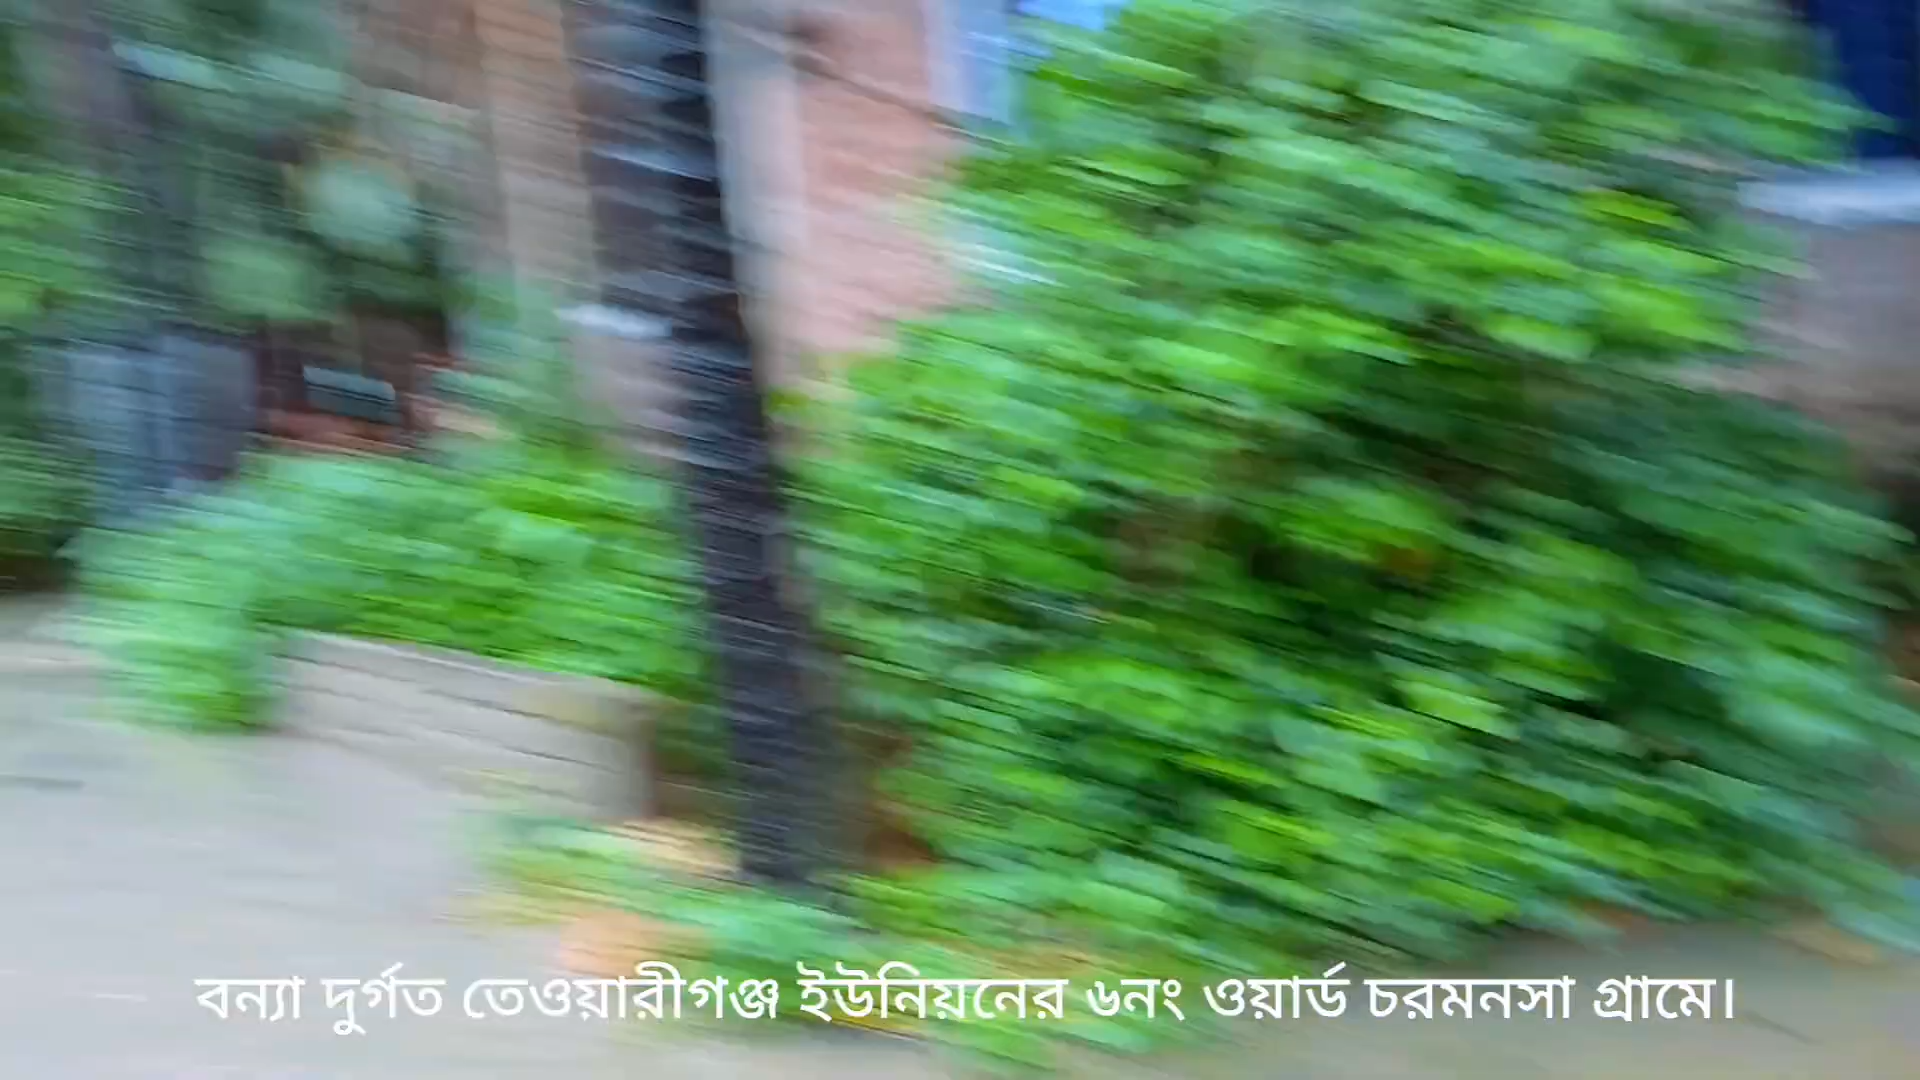 বন্যা দুর্গত তেওয়ারীগঞ্জ ইউনিয়নের ৬নং ওয়ার্ড চরমনসা গ্রামে।